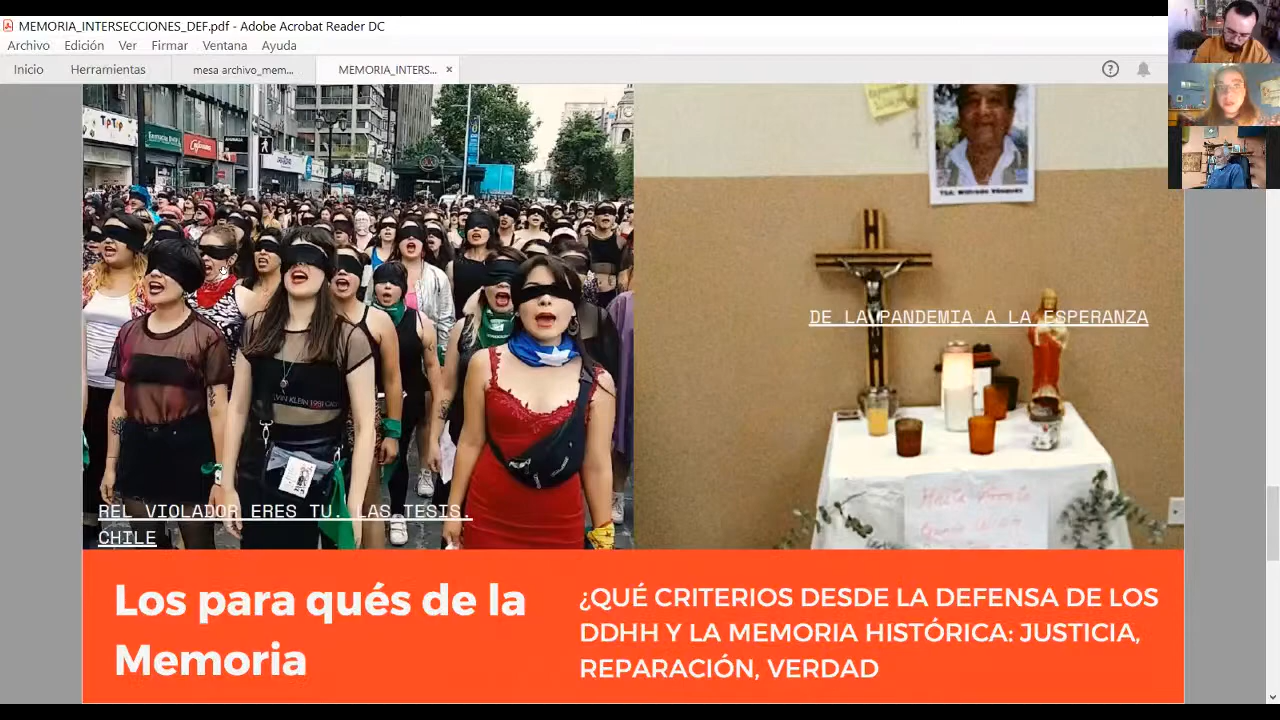 MEMORIA_INTERSECCIONES_DEF.pdf - Adobe Acrobat Reader DC
Archivo Edición Ver Firmar Ventana Ayuda
Inicio Herramientas mesa archivo_mem... MEMORIA_INTERS... ×
TipTop
DE LA PANDEMIA A LA ESPERANZA
REL VIOLADOR ERES TU. LAS TESIS.
CHILE
Los para qués de la
Memoria
¿QUÉ CRITERIOS DESDE LA DEFENSA DE LOS
DDHH Y LA MEMORIA HISTÓRICA: JUSTICIA,
REPARACIÓN, VERDAD